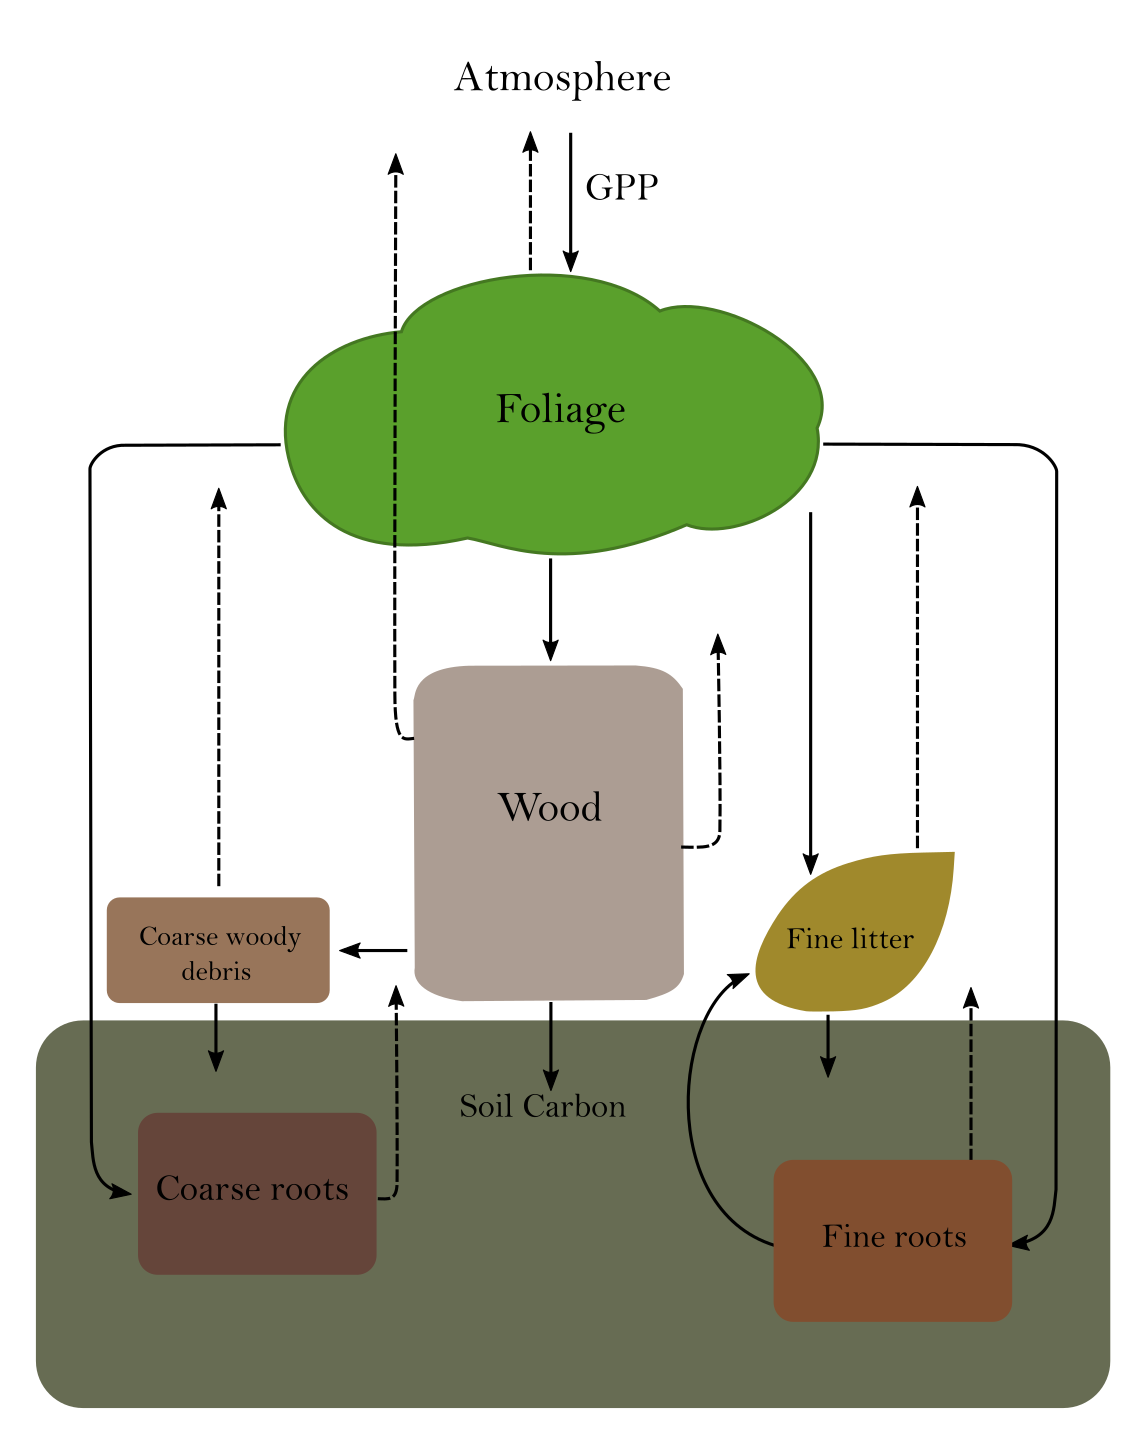 Atmosphere
GPP
Foliage
Wood
Coarse woody
debris
Fine litter
Soil Carbon
Coarse roots
Fine roots